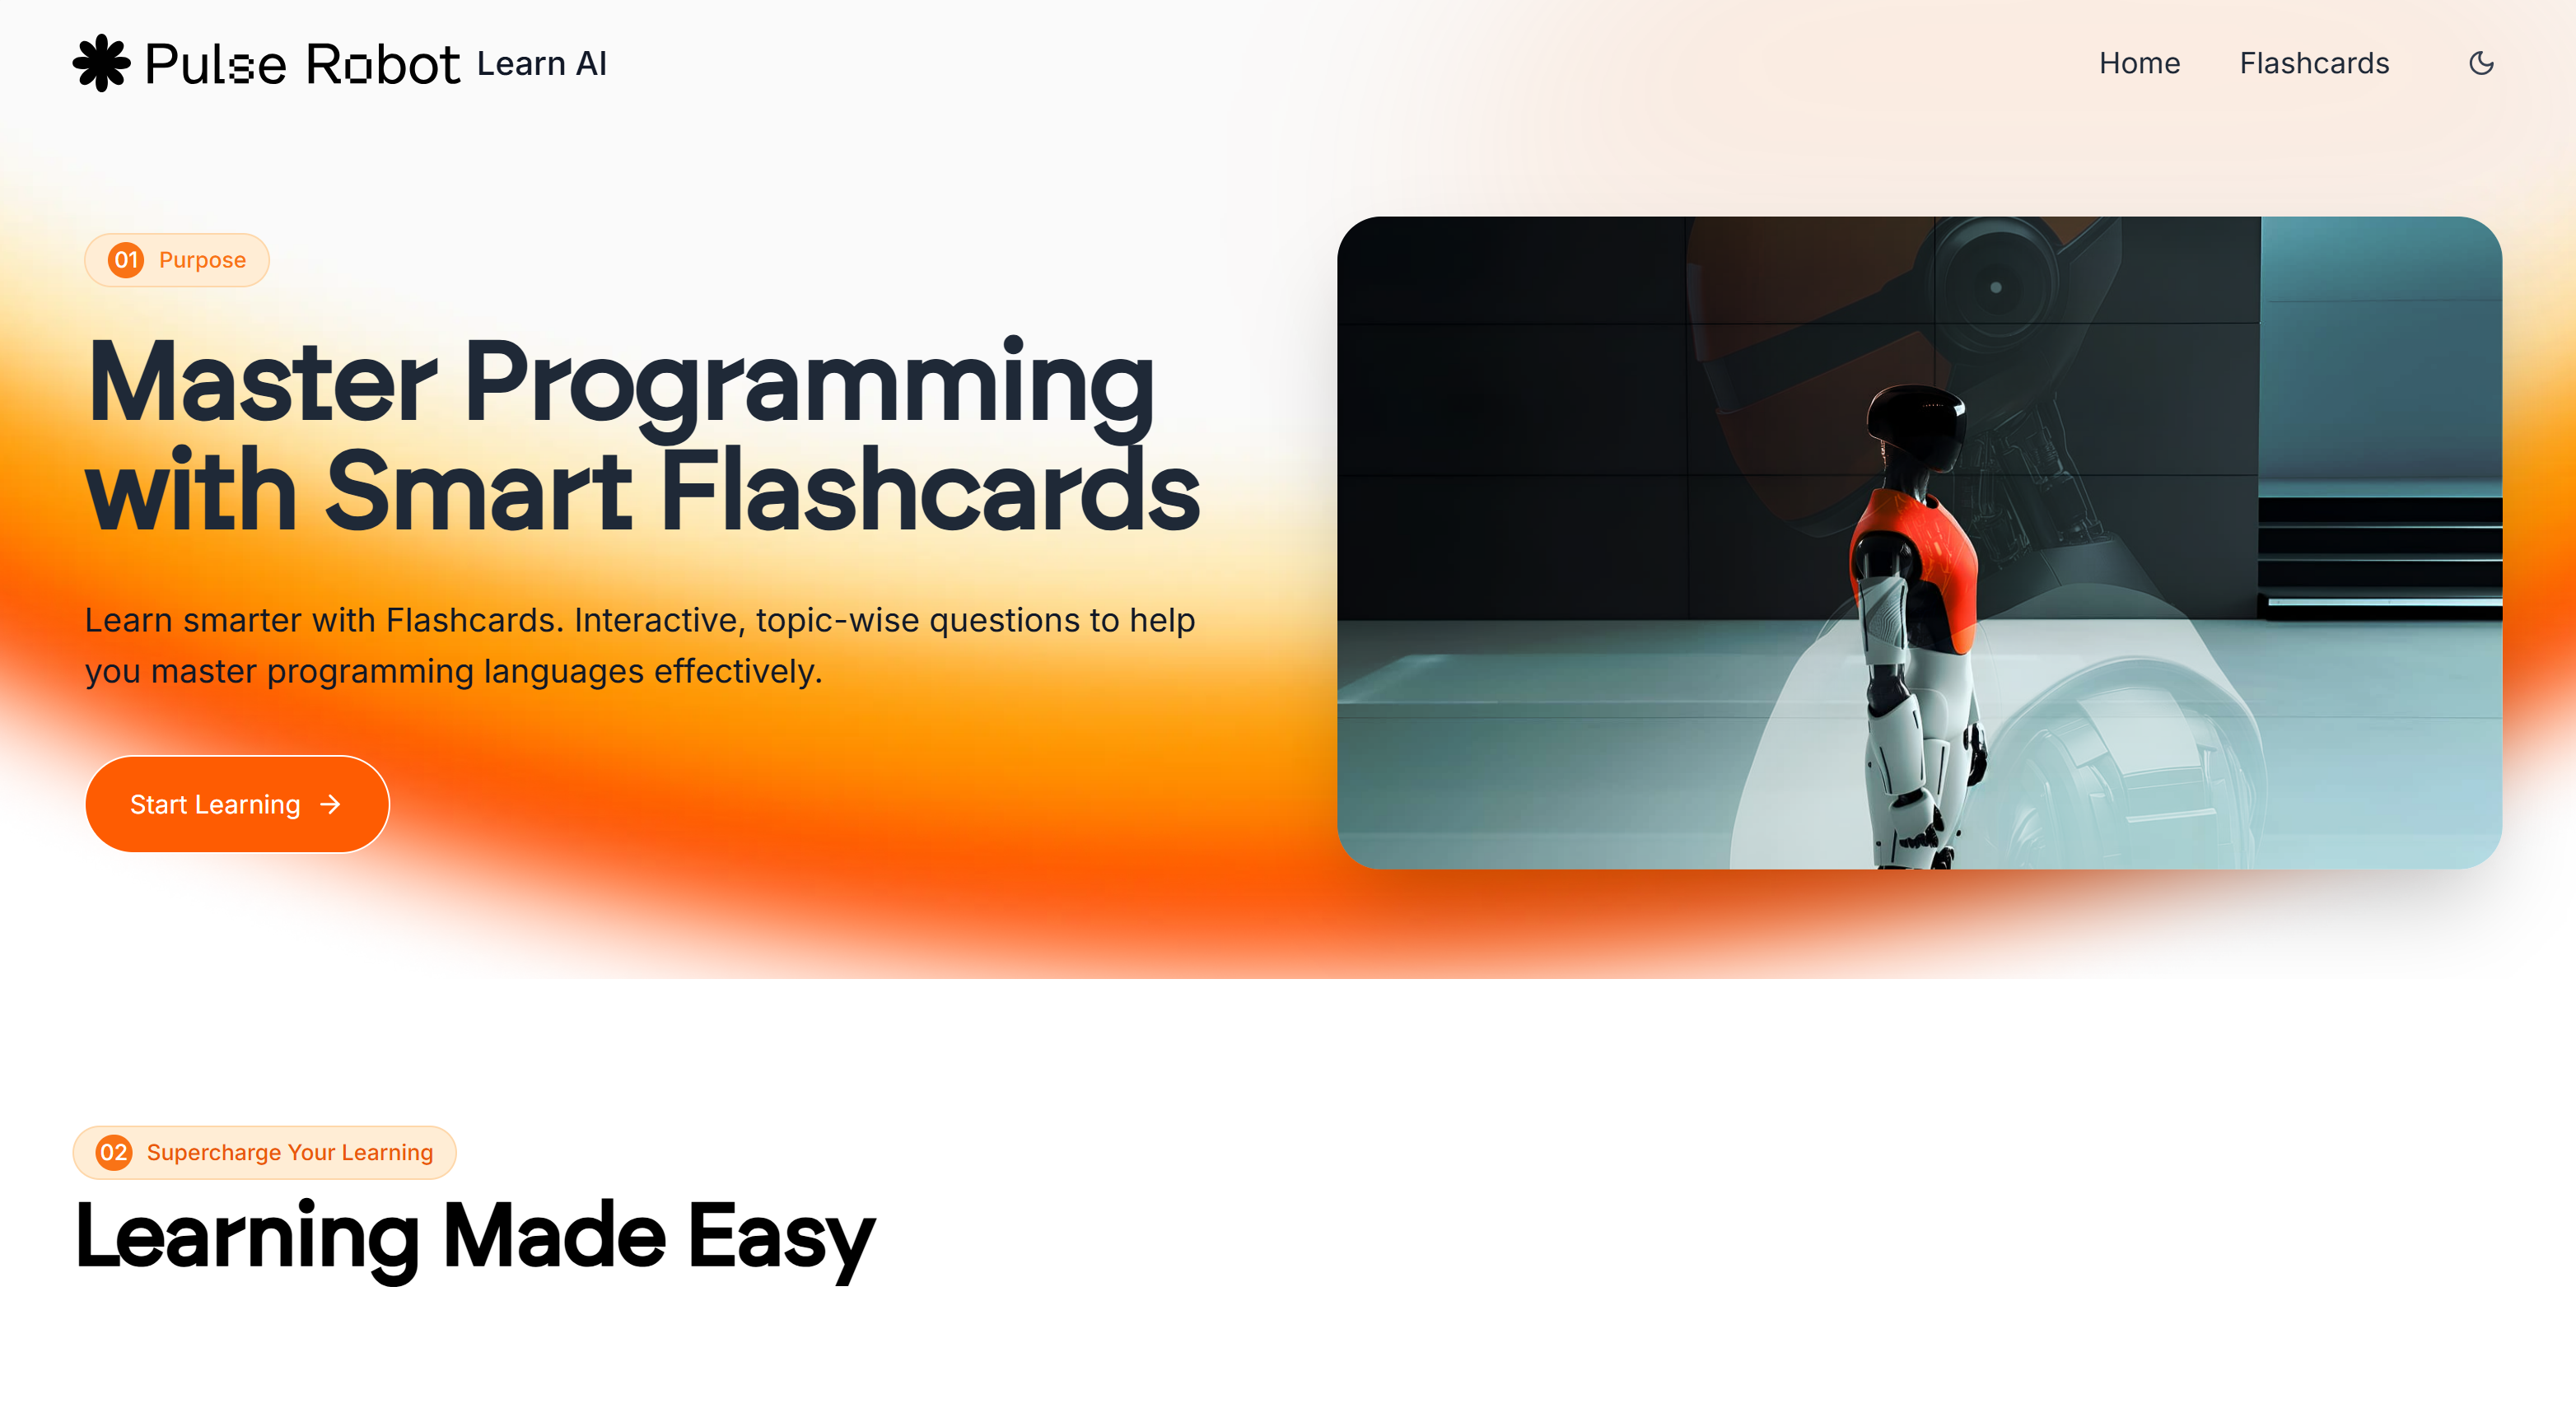 Pulse Robot Learn AI
Home
Flashcards
01 Purpose
Master Programming
with Smart Flashcards
Learn smarter with Flashcards. Interactive, topic-wise questions to help
you master programming languages effectively.
Start Learning →
02 Supercharge Your Learning
Learning Made Easy